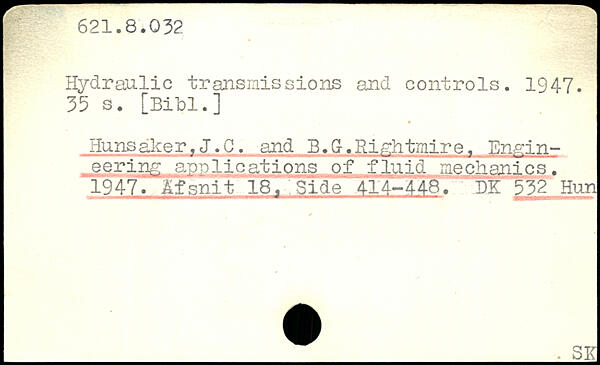 621.8.032
Hydraulic transmissions and controls. 1947.
35 s. [Bibl.]
Hunsaker,J.C. and B.G.Rightmire, Engin-
eering applications of fluid mechanics.
1947. Afsnit 18, Side 414-448. DK 532 Hun
SK